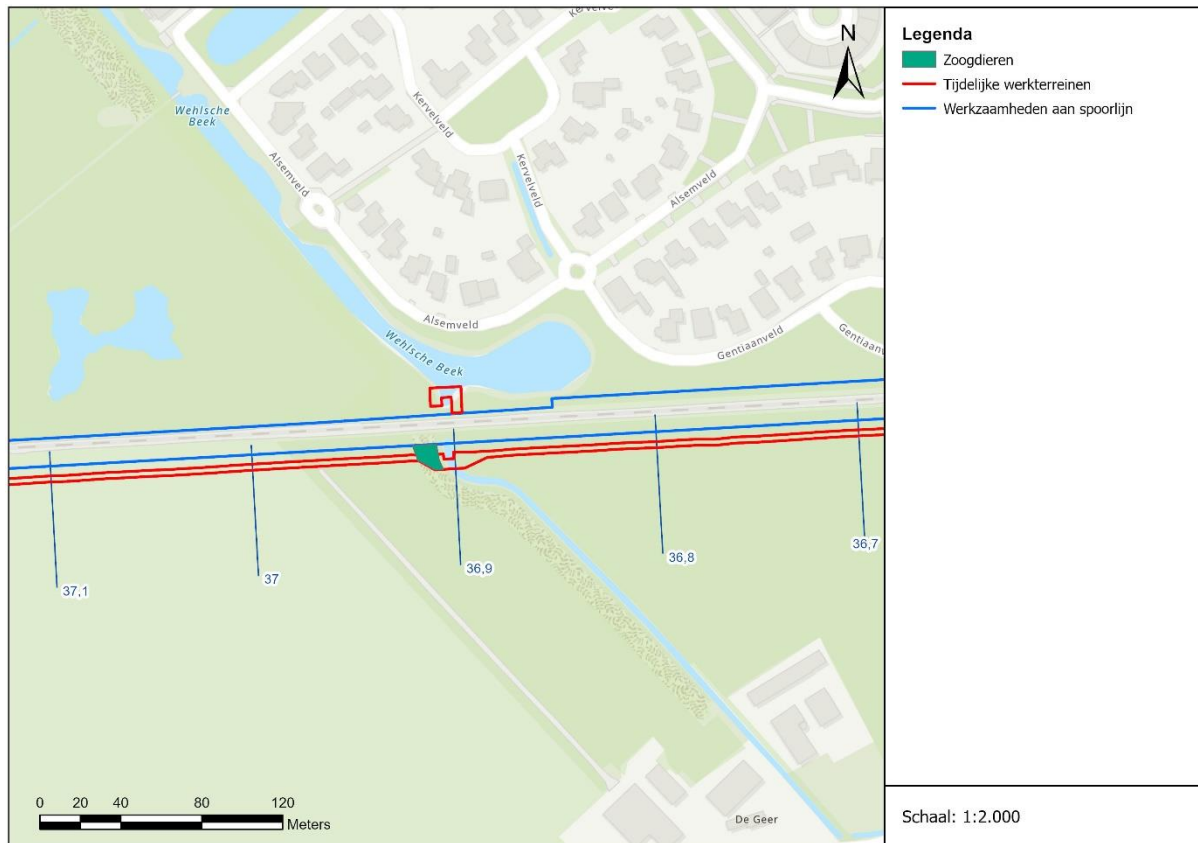 Kervelve
N
Wehlsche
Beek
Kervelveld
Alsemveld
Kervelveld
Alsemveld
Alsemveld
Wehlsche Beek
Gentiaanveld
Gentiaanv
37,1
37
36,9
36,8
36,7
De Geer
0 20 40 80 120
Meters
Legenda
Zoogdieren
Tijdelijke werkterreinen
Werkzaamheden aan spoorlijn
Schaal: 1:2.000